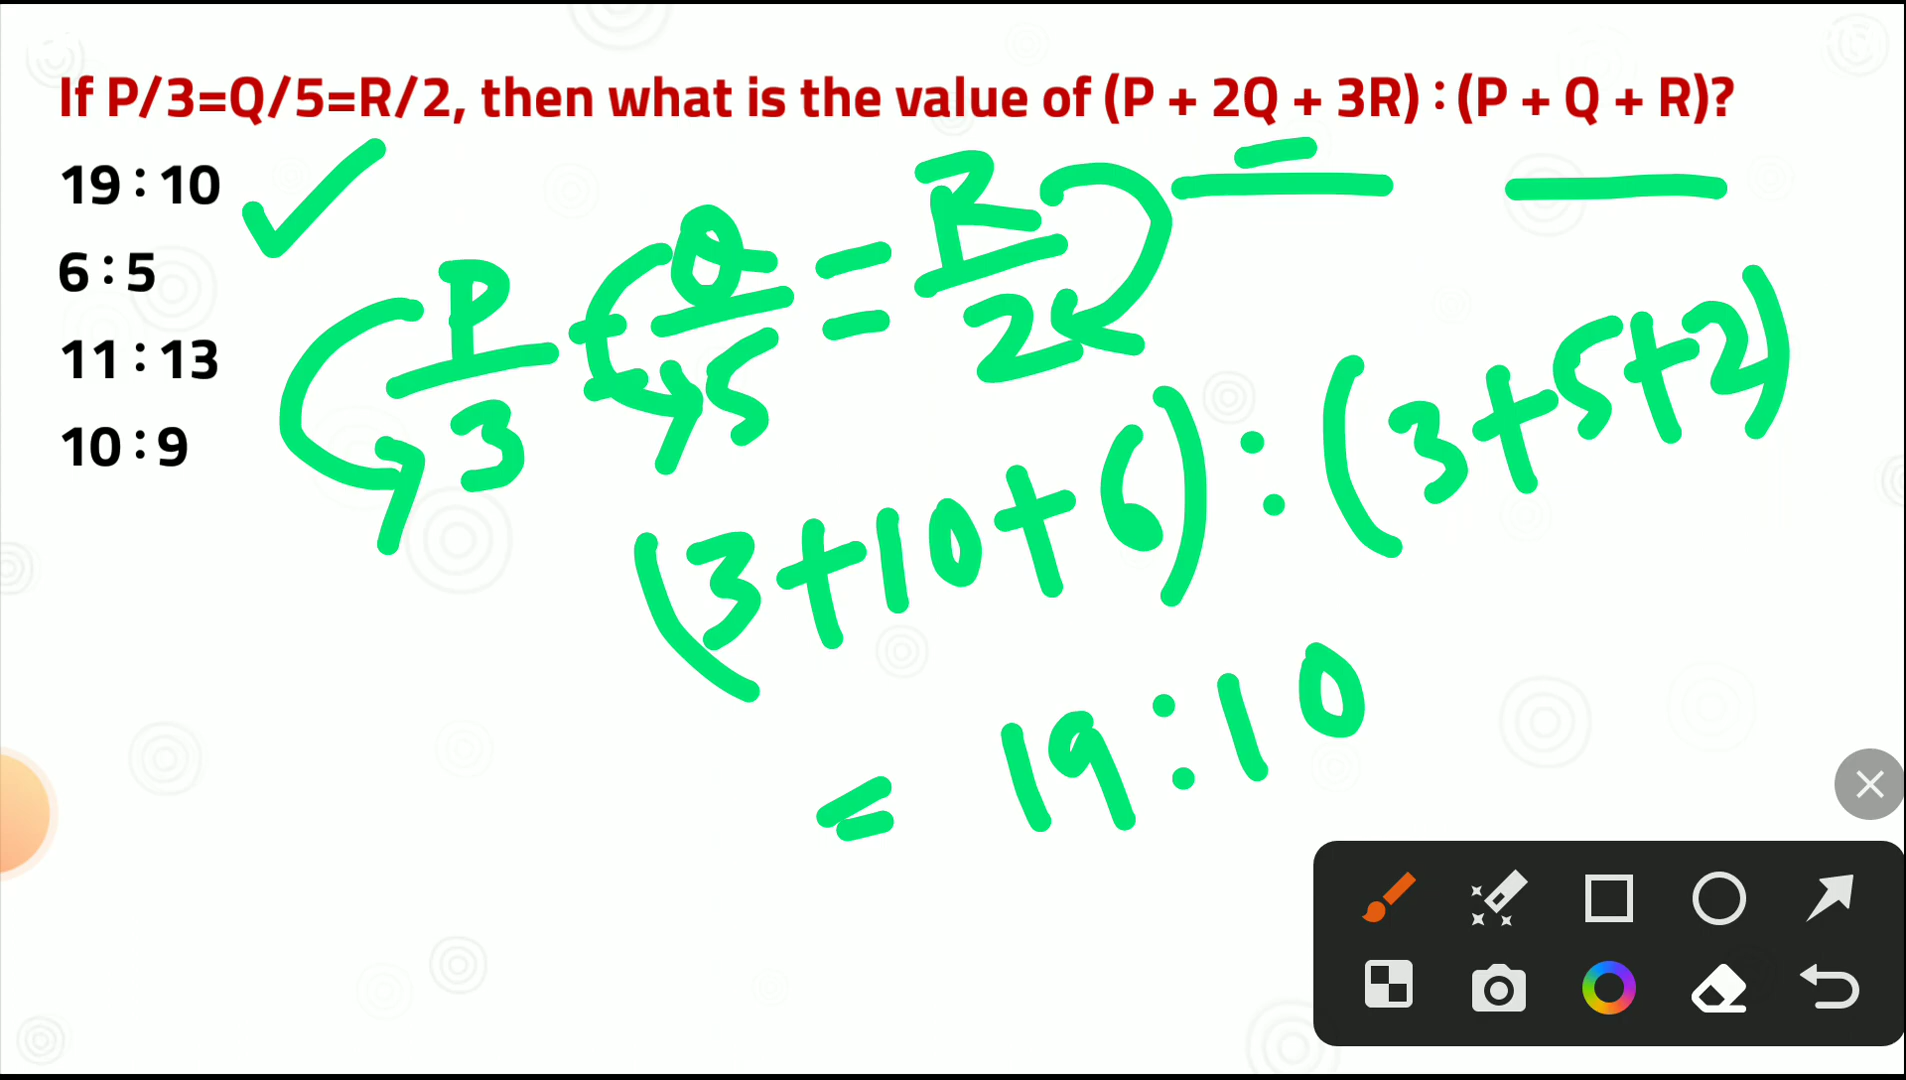 If P/3=Q/5=R/2, then what is the value of (P + 2Q + 3R) : (P + Q + R)?
19 : 10
6 : 5
11 : 13
10 : 9
P/3 = Q/5 = R/2
(3+10+6) : (3+5+2)
= 19 : 10